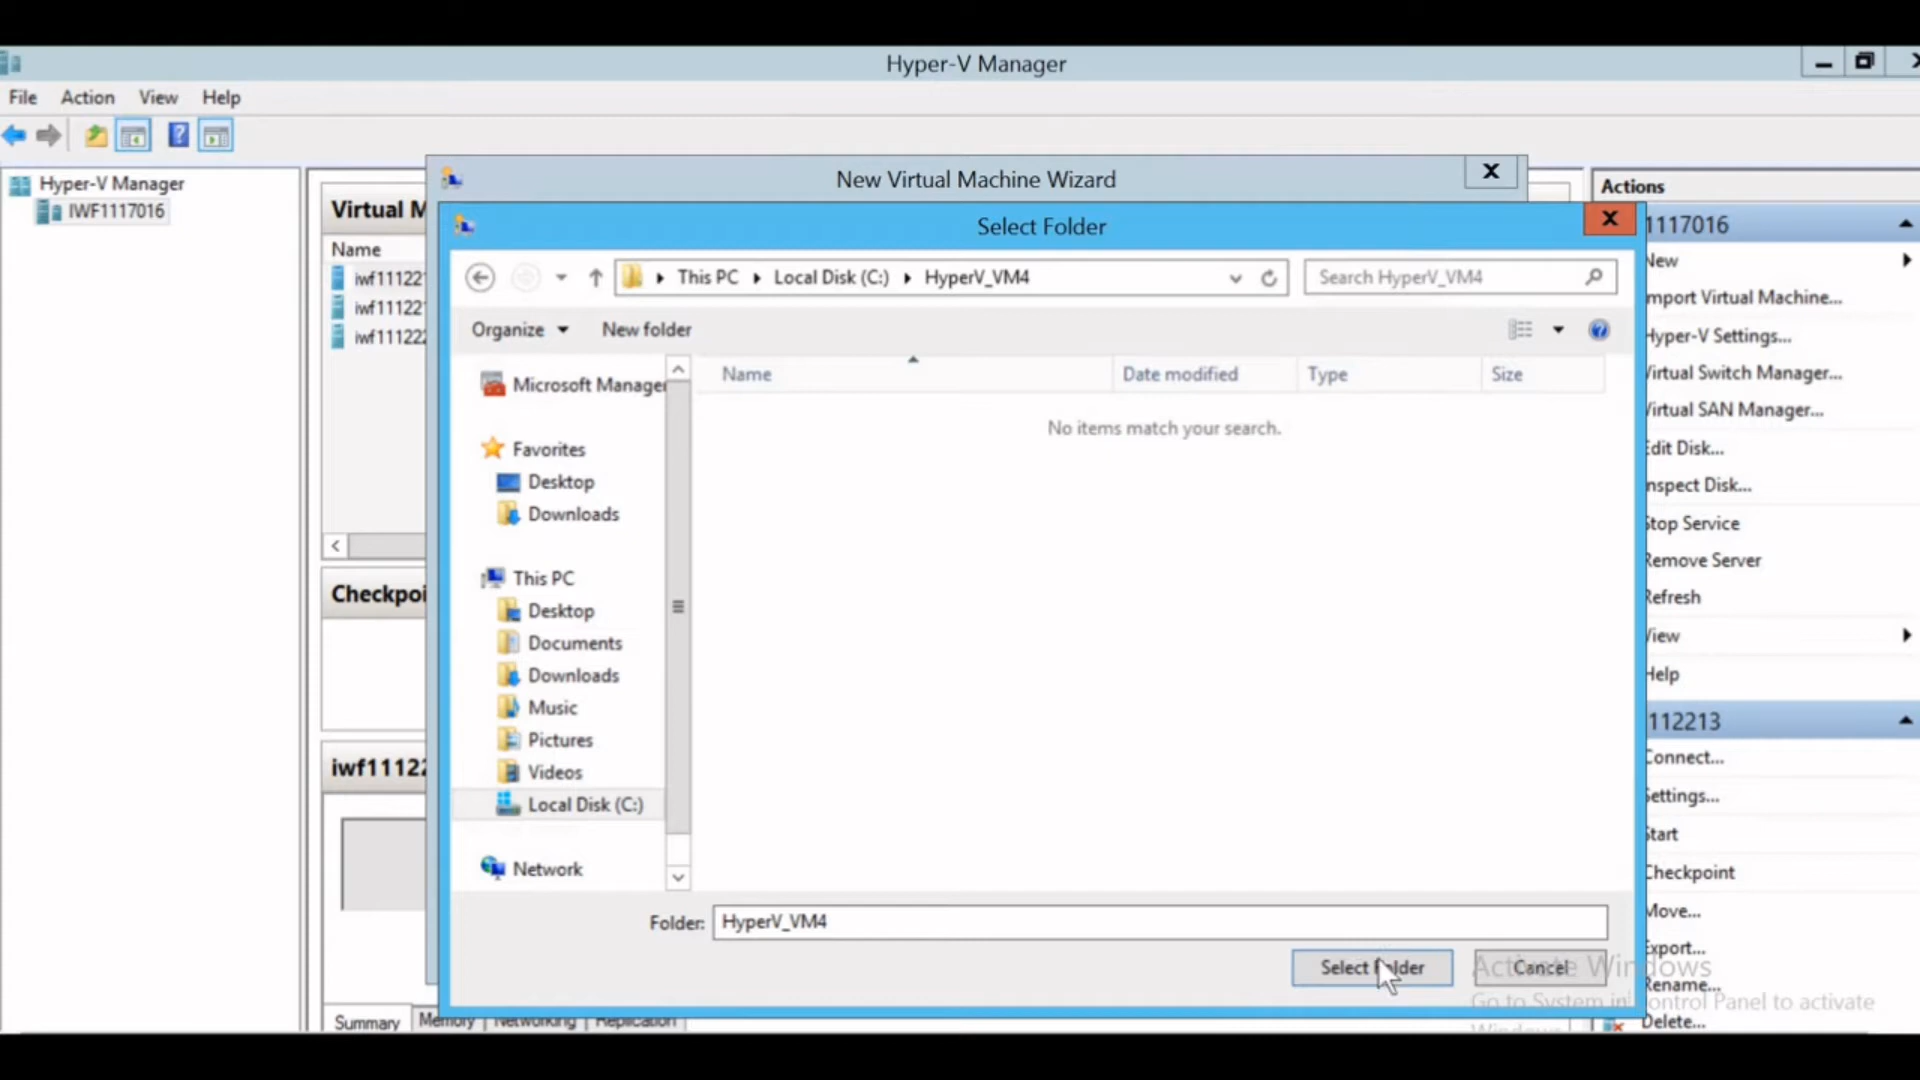 Hyper-V Manager
File Action View Help
Hyper-V Manager
IWF1117016
Virtual M
Name
iwf11122
iwf11122
iwf111222
Checkpoi
iwf11122
Summary Memory Networking Replication
New Virtual Machine Wizard
X
Select Folder
X
This PC Local Disk (C:) HyperV_VM4
Search HyperV_VM4
Organize New folder
Name Date modified Type Size
No items match your search.
Microsoft Manager
Favorites
Desktop
Downloads
This PC
Desktop
Documents
Downloads
Music
Pictures
Videos
Local Disk (C:)
Network
Folder: HyperV_VM4
Select Folder Cancel
Actions
1117016
New
mport Virtual Machine...
Hyper-V Settings...
Virtual Switch Manager...
Virtual SAN Manager...
Edit Disk...
nspect Disk...
Stop Service
Remove Server
Refresh
View
Help
112213
Connect...
Settings...
Start
Checkpoint
Move...
Export...
Rename...
Delete...
Activate Windows
Go to System in Control Panel to activate
Windows.